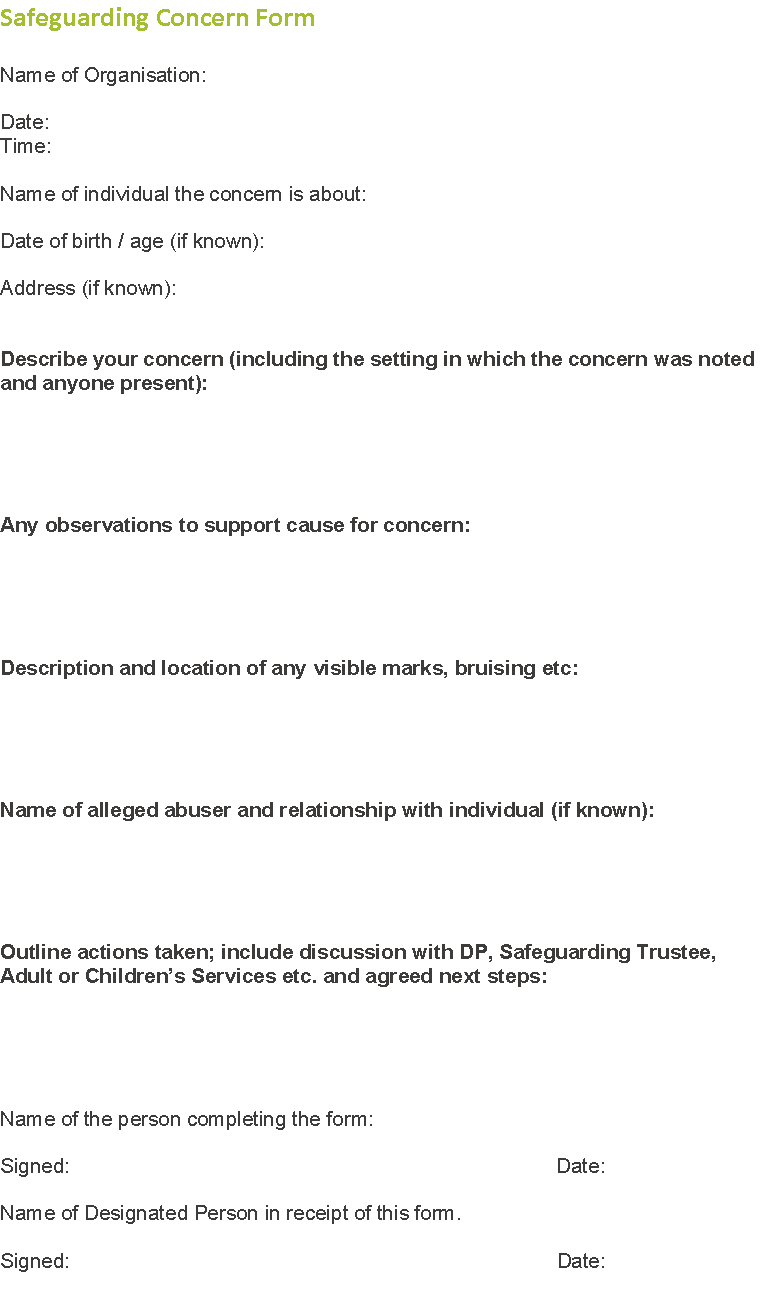 Safeguarding Concern Form
Name of Organisation:
Date:
Time:
Name of individual the concern is about:
Date of birth / age (if known):
Address (if known):
Describe your concern (including the setting in which the concern was noted
and anyone present):
Any observations to support cause for concern:
Description and location of any visible marks, bruising etc:
Name of alleged abuser and relationship with individual (if known):
Outline actions taken; include discussion with DP, Safeguarding Trustee,
Adult or Children’s Services etc. and agreed next steps:
Name of the person completing the form:
Signed: Date:
Name of Designated Person in receipt of this form.
Signed: Date: